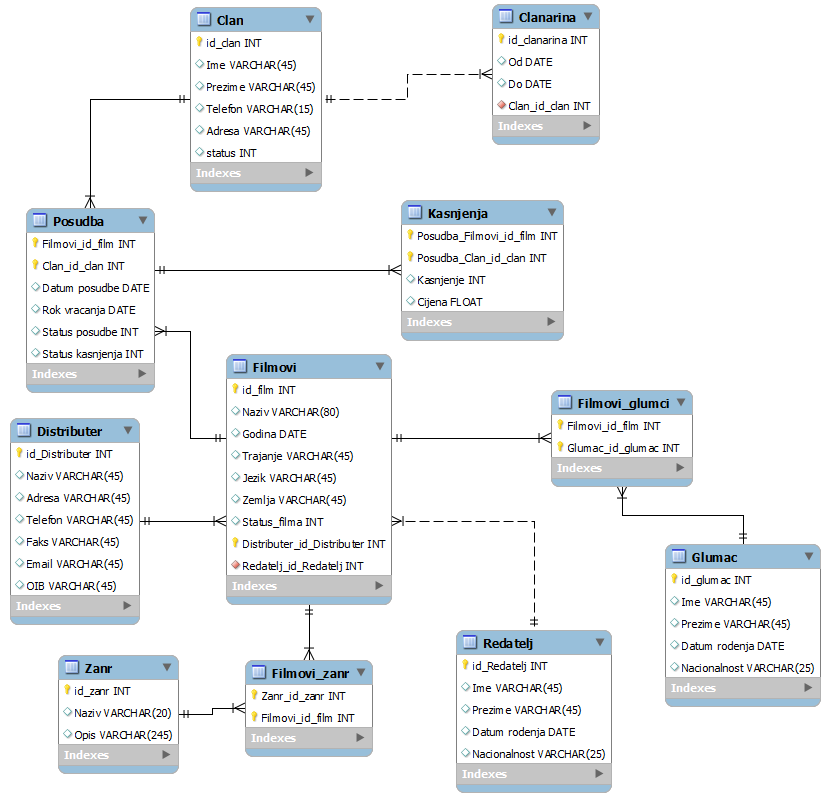 Clan
id_clan INT
Ime VARCHAR(45)
Prezime VARCHAR(45)
Telefon VARCHAR(15)
Adresa VARCHAR(45)
status INT
Indexes
Clanarina
id_clanarina INT
Od DATE
Do DATE
Clan_id_clan INT
Indexes
Posudba
Filmovi_id_film INT
Clan_id_clan INT
Datum posudbe DATE
Rok vracanja DATE
Status posudbe INT
Status kasnjenja INT
Indexes
Kasnjenja
Posudba_Filmovi_id_film INT
Posudba_Clan_id_clan INT
Kasnjenje INT
Cijena FLOAT
Indexes
Filmovi
id_film INT
Naziv VARCHAR(80)
Godina DATE
Trajanje VARCHAR(45)
Jezik VARCHAR(45)
Zemlja VARCHAR(45)
Status_filma INT
Distributer_id_Distributer INT
Redatelj_id_Redatelj INT
Indexes
Filmovi_glumci
Filmovi_id_film INT
Glumac_id_glumac INT
Indexes
Distributer
id_Distributer INT
Naziv VARCHAR(45)
Adresa VARCHAR(45)
Telefon VARCHAR(45)
Faks VARCHAR(45)
Email VARCHAR(45)
OIB VARCHAR(45)
Indexes
Glumac
id_glumac INT
Ime VARCHAR(45)
Prezime VARCHAR(45)
Datum rodenja DATE
Nacionalnost VARCHAR(25)
Indexes
Zanr
id_zanr INT
Naziv VARCHAR(20)
Opis VARCHAR(245)
Indexes
Filmovi_zanr
Zanr_id_zanr INT
Filmovi_id_film INT
Indexes
Redatelj
id_Redatelj INT
Ime VARCHAR(45)
Prezime VARCHAR(45)
Datum rodenja DATE
Nacionalnost VARCHAR(25)
Indexes